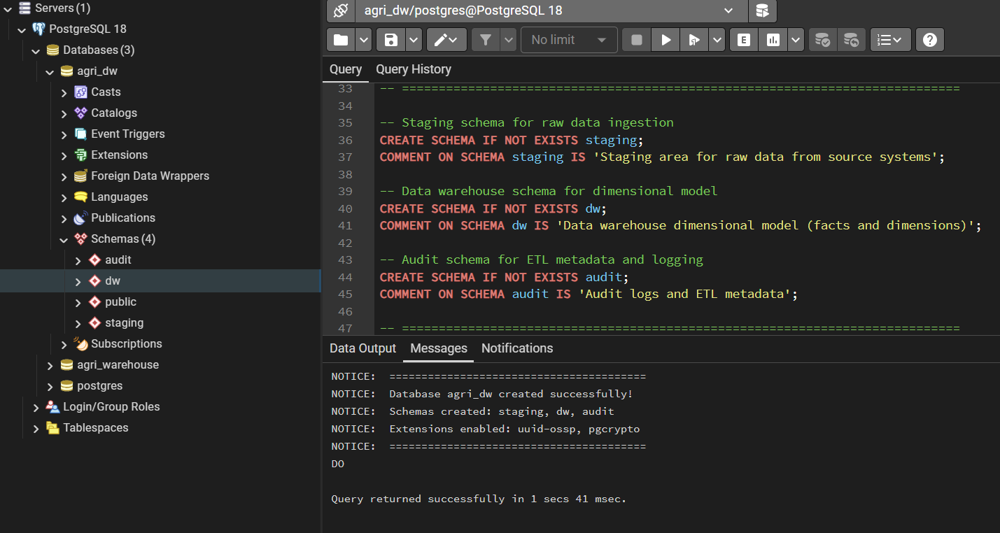 Servers (1)
PostgreSQL 18
Databases (3)
agri_dw
Casts
Catalogs
Event Triggers
Extensions
Foreign Data Wrappers
Languages
Publications
Schemas (4)
audit
dw
public
staging
Subscriptions
agri_warehouse
postgres
Login/Group Roles
Tablespaces
agri_dw/postgres@PostgreSQL 18
No limit
E
Query Query History
33 -- ============================================================================
34
35 -- Staging schema for raw data ingestion
36 CREATE SCHEMA IF NOT EXISTS staging;
37 COMMENT ON SCHEMA staging IS 'Staging area for raw data from source systems';
38
39 -- Data warehouse schema for dimensional model
40 CREATE SCHEMA IF NOT EXISTS dw;
41 COMMENT ON SCHEMA dw IS 'Data warehouse dimensional model (facts and dimensions)';
42
43 -- Audit schema for ETL metadata and logging
44 CREATE SCHEMA IF NOT EXISTS audit;
45 COMMENT ON SCHEMA audit IS 'Audit logs and ETL metadata';
46
47 -- ============================================================================
Data Output Messages Notifications
NOTICE:  ========================================
NOTICE:  Database agri_dw created successfully!
NOTICE:  Schemas created: staging, dw, audit
NOTICE:  Extensions enabled: uuid-ossp, pgcrypto
NOTICE:  ========================================
DO
Query returned successfully in 1 secs 41 msec.